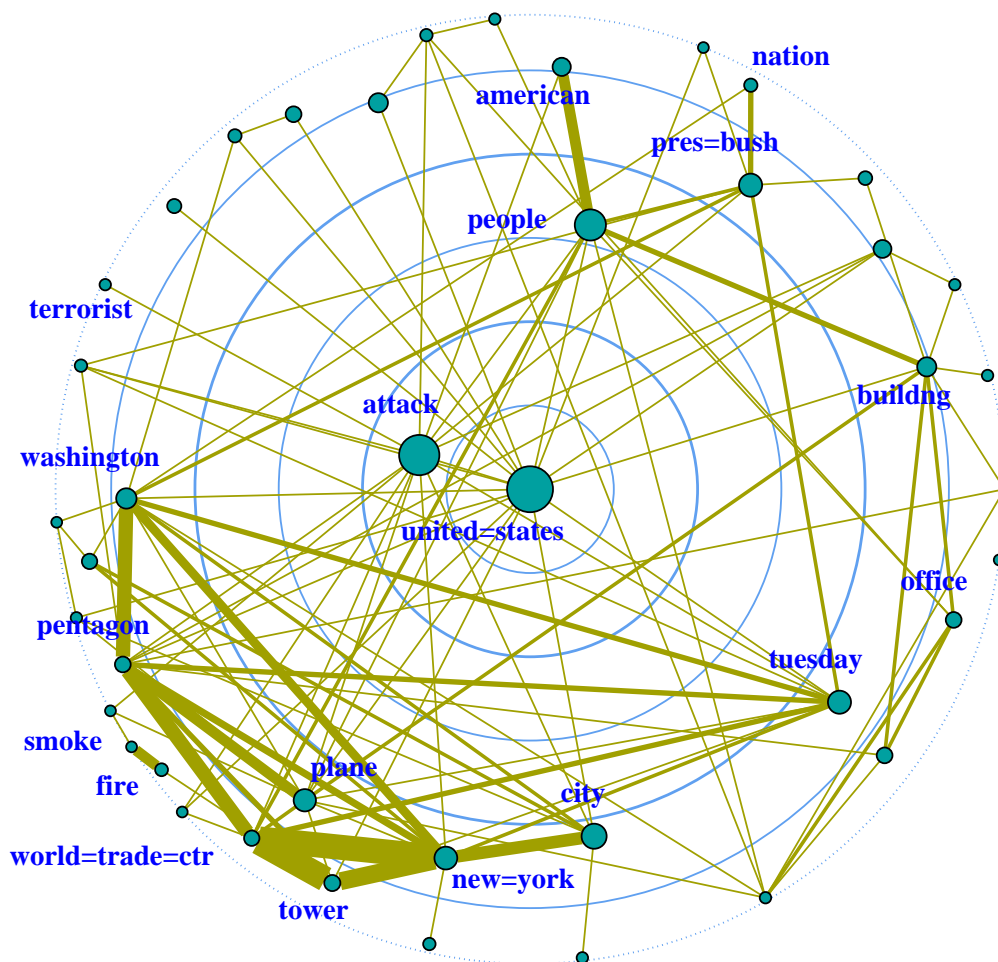 nation
american
pres=bush
people
terrorist
attack
buildng
washington
united=states
office
pentagon
tuesday
smoke
plane
fire
city
world=trade=ctr
new=york
tower